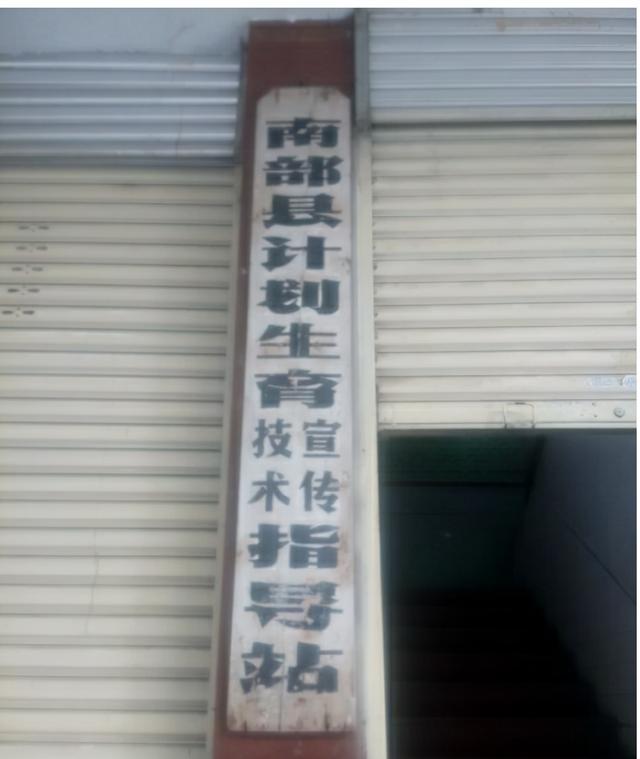 南部县计划生育
宣传
技术
指导站